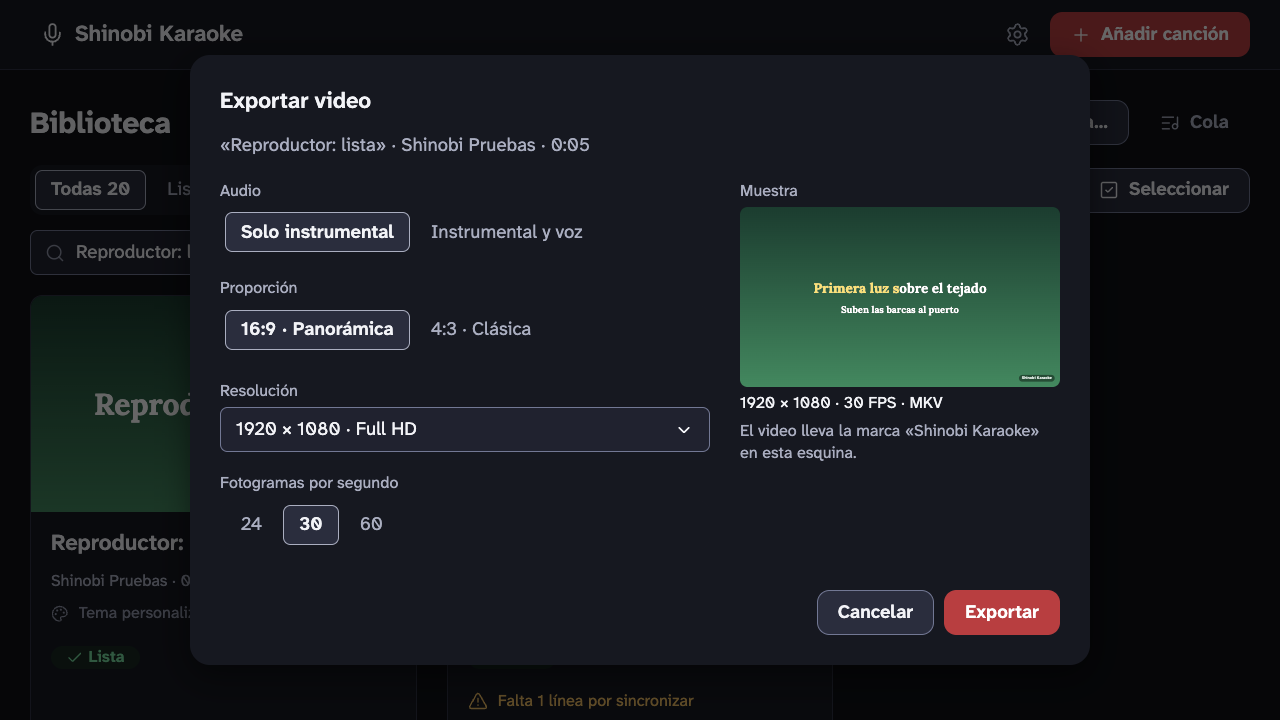 Shinobi Karaoke
Añadir canción
Biblioteca
Cola
Todas 20
Seleccionar
Reproductor:
Exportar video
«Reproductor: lista» · Shinobi Pruebas · 0:05
Audio
Solo instrumental
Instrumental y voz
Proporción
16:9 · Panorámica
4:3 · Clásica
Resolución
1920 × 1080 · Full HD
Fotogramas por segundo
24
30
60
Muestra
Primera luz sobre el tejado
Suben las barcas al puerto
Shinobi Karaoke
1920 × 1080 · 30 FPS · MKV
El video lleva la marca «Shinobi Karaoke»
en esta esquina.
Cancelar
Exportar
Reproductor:
Shinobi Pruebas ·
Tema
Lista
Falta 1 línea por sincronizar